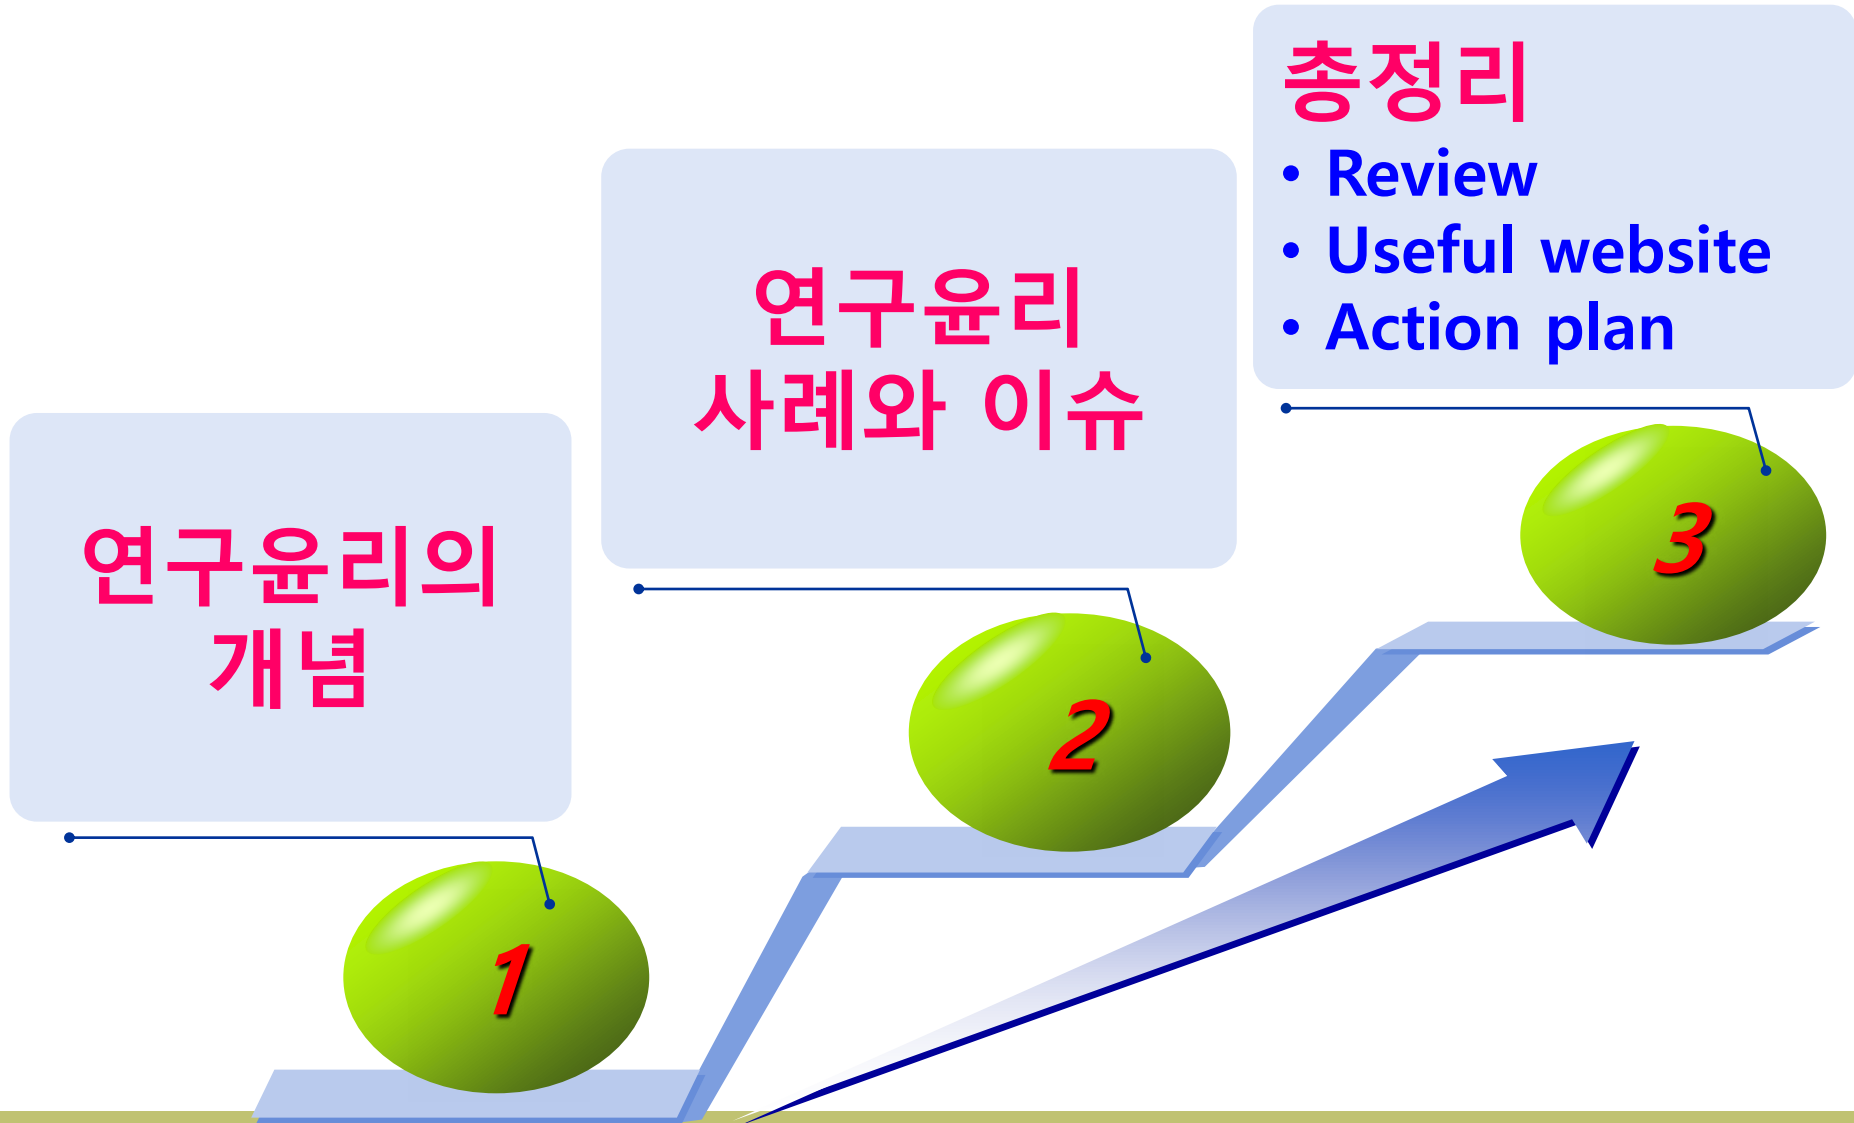 연구윤리의
개념
1
연구윤리
사례와 이슈
2
총정리
• Review
• Useful website
• Action plan
3